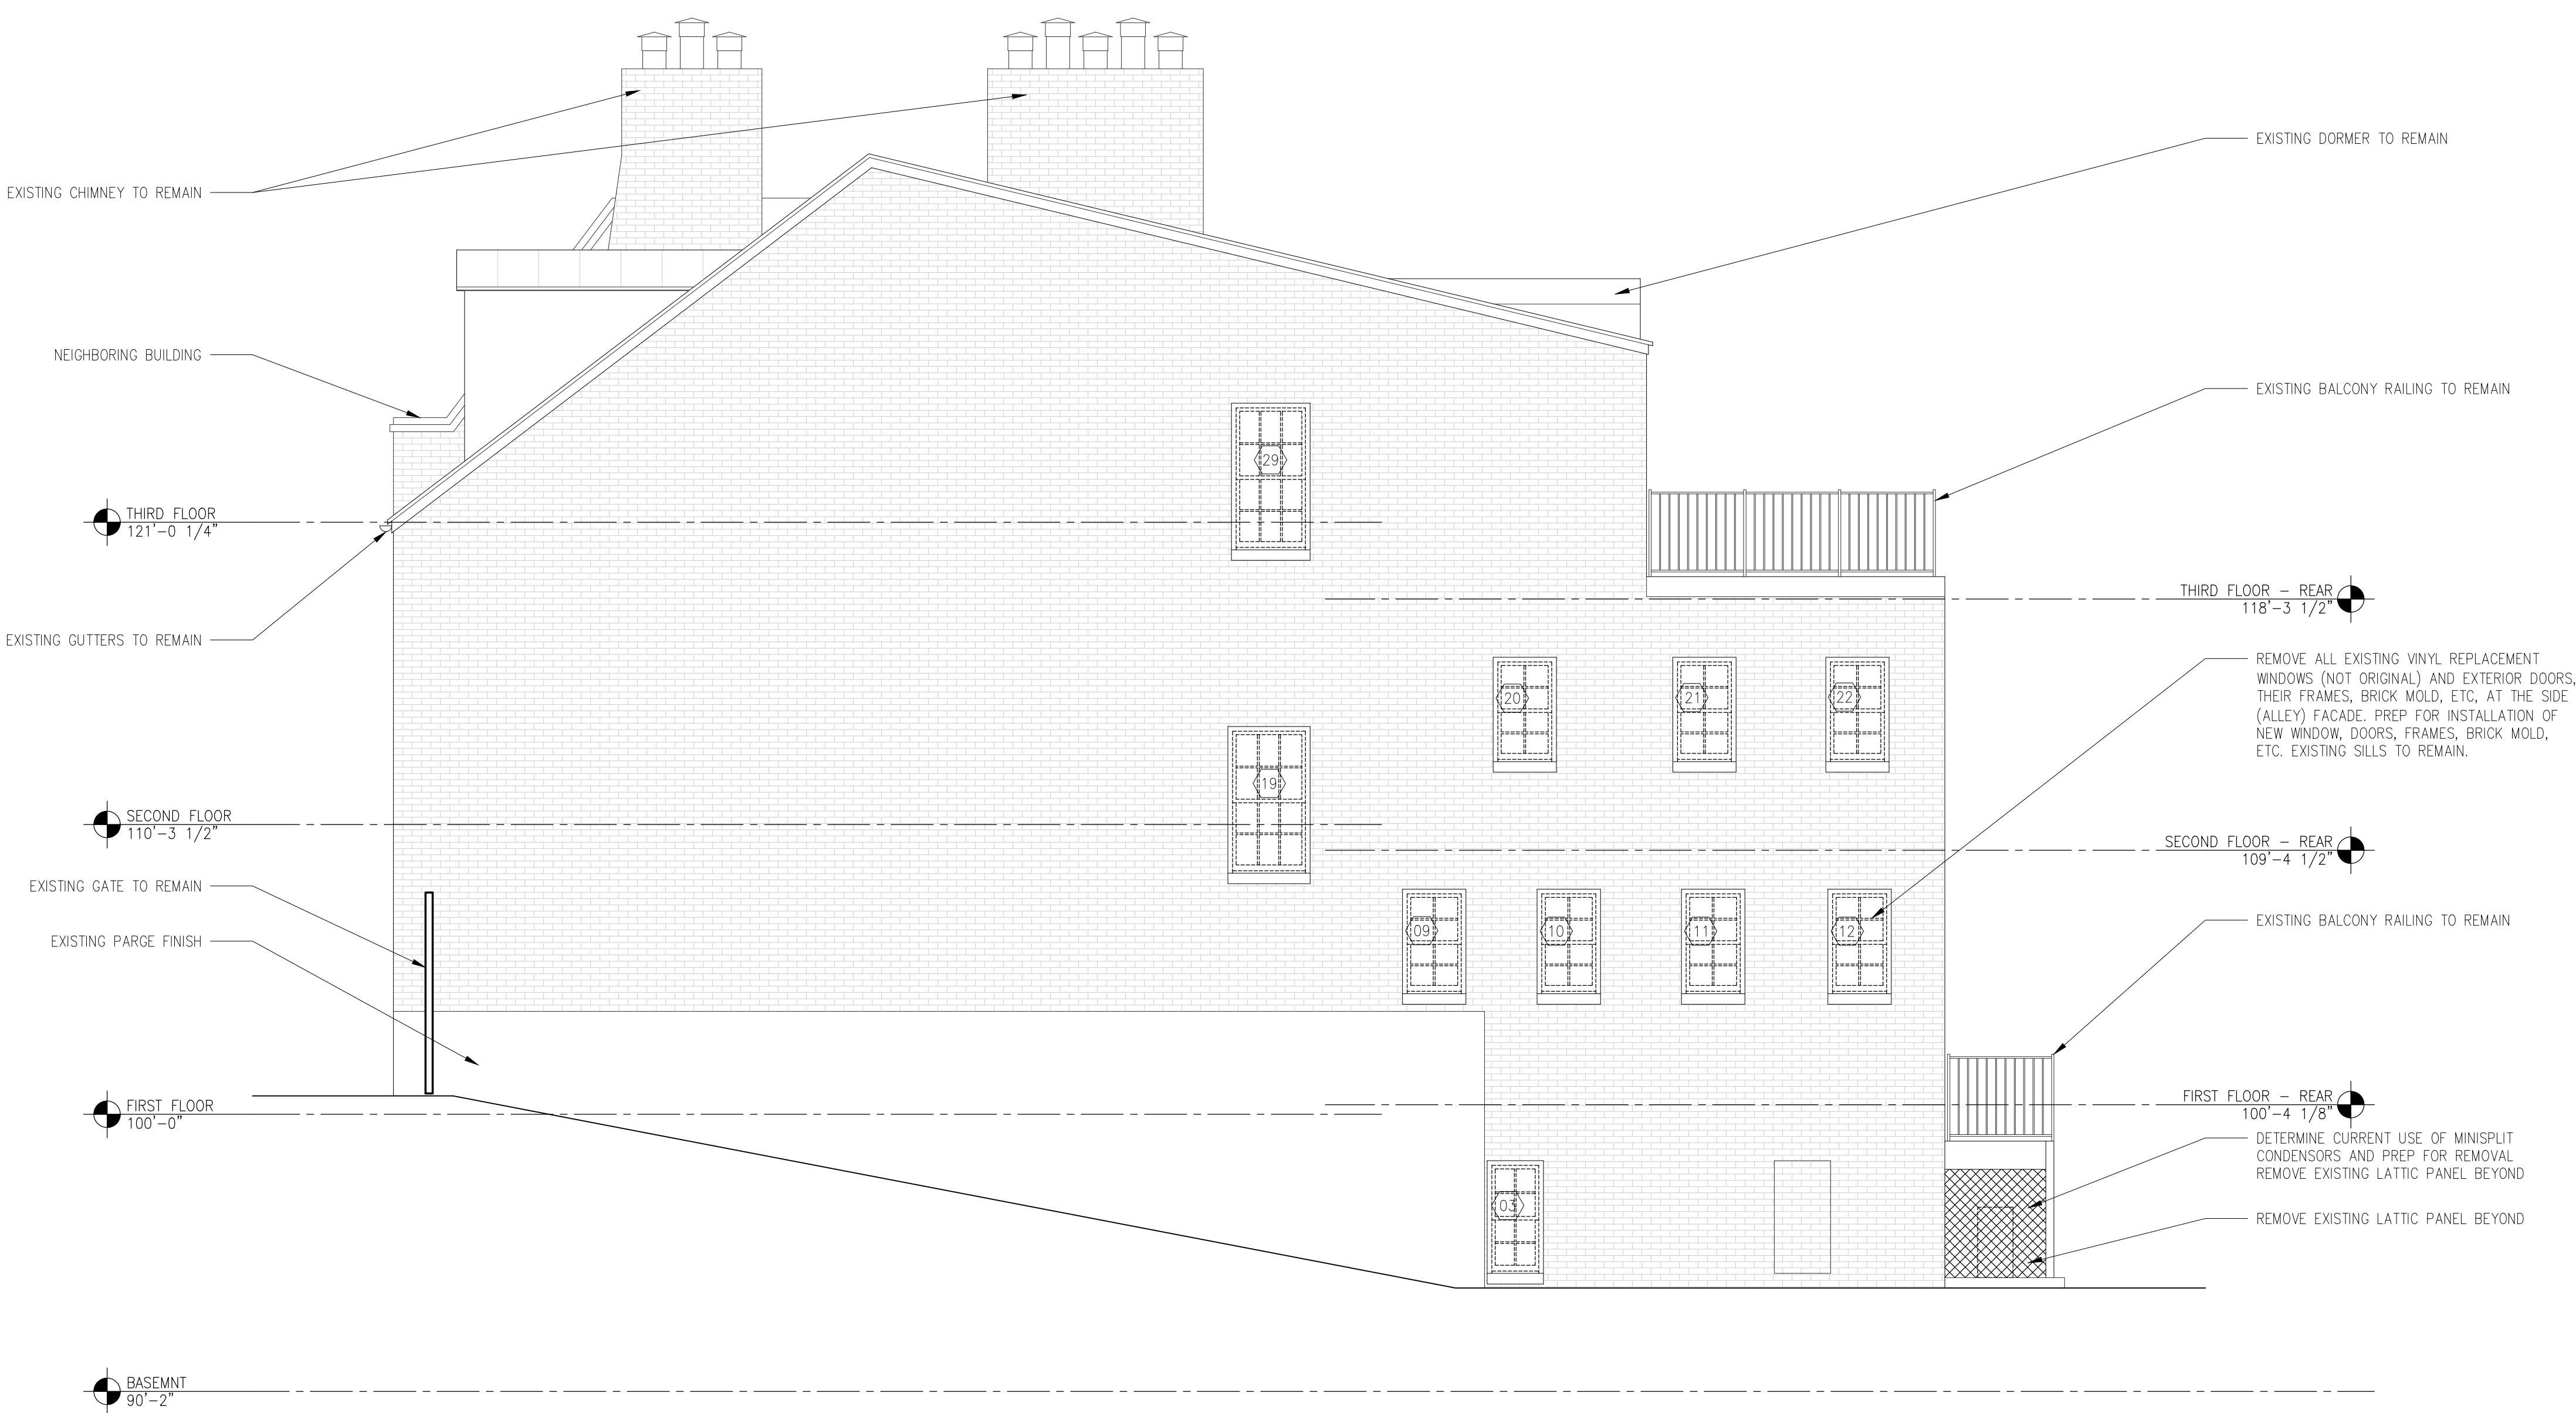 EXISTING CHIMNEY TO REMAIN
EXISTING DORMER TO REMAIN
NEIGHBORING BUILDING
EXISTING BALCONY RAILING TO REMAIN
29
THIRD FLOOR
121'-0 1/4"
THIRD FLOOR - REAR
118'-3 1/2"
EXISTING GUTTERS TO REMAIN
20
21
22
REMOVE ALL EXISTING VINYL REPLACEMENT
WINDOWS (NOT ORIGINAL) AND EXTERIOR DOORS,
THEIR FRAMES, BRICK MOLD, ETC, AT THE SIDE
(ALLEY) FACADE. PREP FOR INSTALLATION OF
NEW WINDOW, DOORS, FRAMES, BRICK MOLD,
ETC. EXISTING SILLS TO REMAIN.
19
SECOND FLOOR
110'-3 1/2"
SECOND FLOOR - REAR
109'-4 1/2"
EXISTING GATE TO REMAIN
EXISTING PARGE FINISH
09
10
11
12
EXISTING BALCONY RAILING TO REMAIN
FIRST FLOOR
100'-0"
FIRST FLOOR - REAR
100'-4 1/8"
DETERMINE CURRENT USE OF MINISPLIT
CONDENSORS AND PREP FOR REMOVAL
REMOVE EXISTING LATTIC PANEL BEYOND
03
REMOVE EXISTING LATTIC PANEL BEYOND
BASEMNT
90'-2"